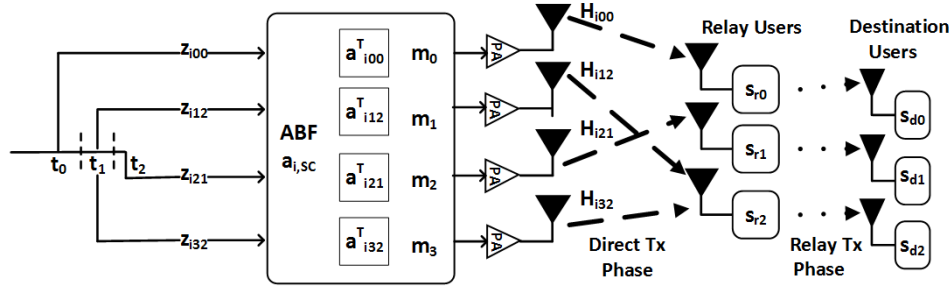 z_i00
z_i12
z_i21
z_i32
t_0
t_1
t_2
ABF
a_i,SC
a^T_i00
a^T_i12
a^T_i21
a^T_i32
m_0
m_1
m_2
m_3
PA
PA
PA
PA
H_i00
H_i12
H_i21
H_i32
Direct Tx
Phase
Relay Users
s_r0
s_r1
s_r2
Relay Tx
Phase
Destination
Users
s_d0
s_d1
s_d2